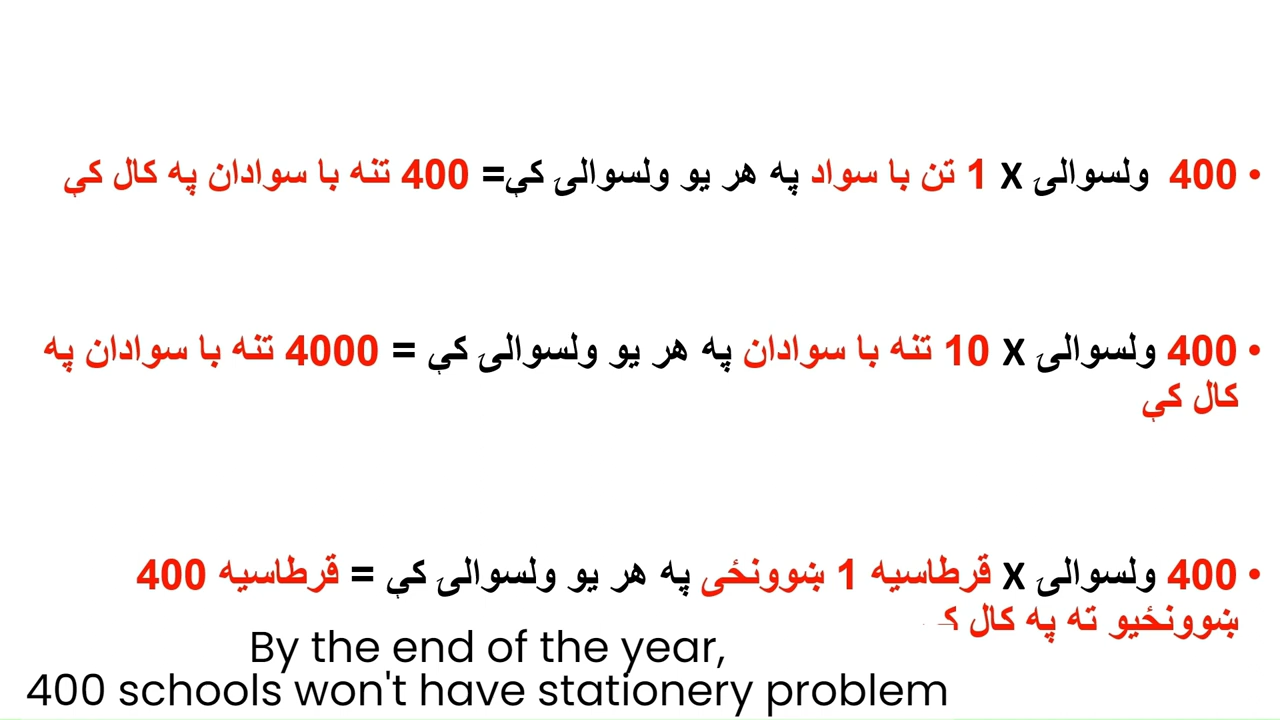 • 400 ولسوالۍ X 1 تن با سواد په هر یو ولسوالۍ کې= 400 تنه با سوادان په کال کې
• 400 ولسوالۍ X 10 تنه با سوادان په هر یو ولسوالۍ کې = 4000 تنه با سوادان په
کال کې
• 400 ولسوالۍ X قرطاسیه 1 ښوونځی په هر یو ولسوالۍ کې = قرطاسیه 400
ښوونځیو ته په کال
By the end of the year,
400 schools won't have stationery problem